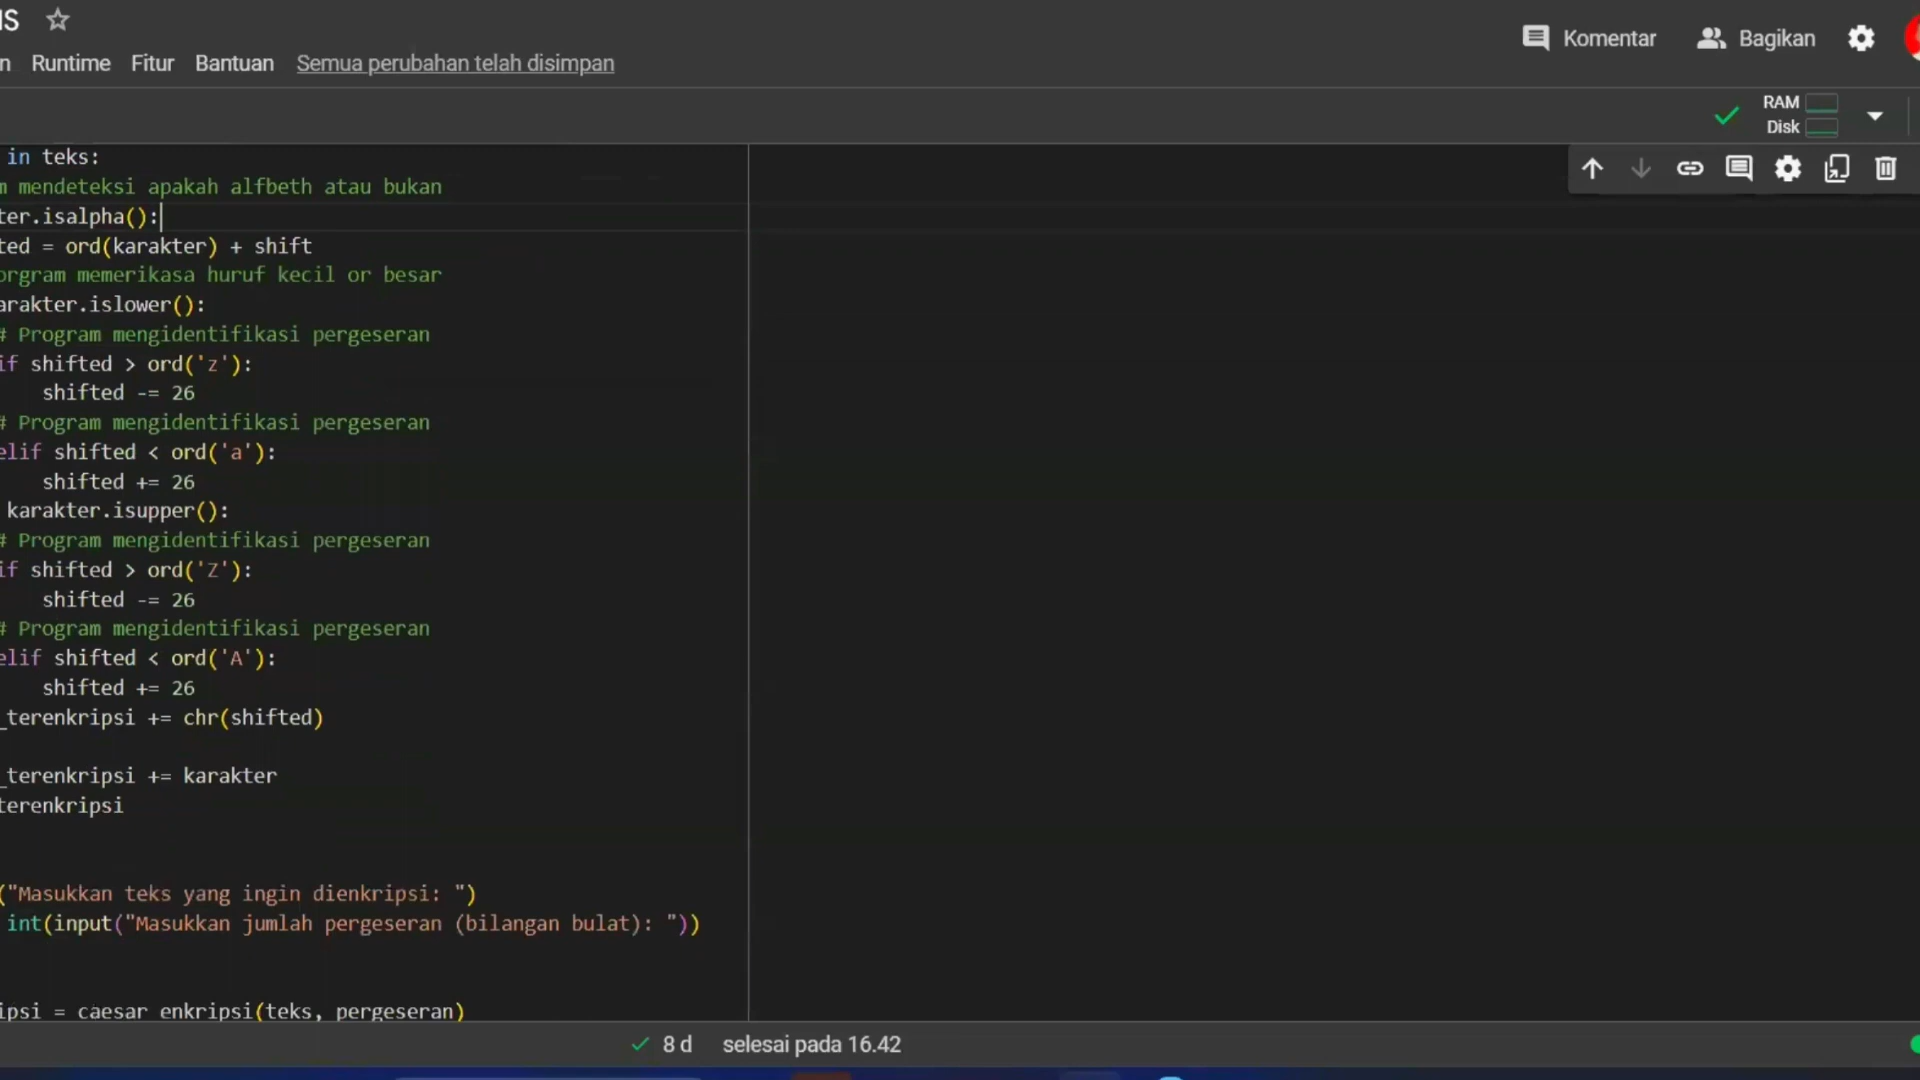 IS
n Runtime Fitur Bantuan Semua perubahan telah disimpan
Komentar Bagikan
RAM
Disk
in teks:
m mendeteksi apakah alfbeth atau bukan
ter.isalpha():
ted = ord(karakter) + shift
orgram memerikasa huruf kecil or besar
arakter.islower():
# Program mengidentifikasi pergeseran
if shifted > ord('z'):
shifted -= 26
# Program mengidentifikasi pergeseran
elif shifted < ord('a'):
shifted += 26
karakter.isupper():
# Program mengidentifikasi pergeseran
if shifted > ord('Z'):
shifted -= 26
# Program mengidentifikasi pergeseran
elif shifted < ord('A'):
shifted += 26
_terenkripsi += chr(shifted)
_terenkripsi += karakter
terenkripsi
("Masukkan teks yang ingin dienkripsi: ")
int(input("Masukkan jumlah pergeseran (bilangan bulat): "))
ipsi = caesar_enkripsi(teks, pergeseran)
8 d selesai pada 16.42